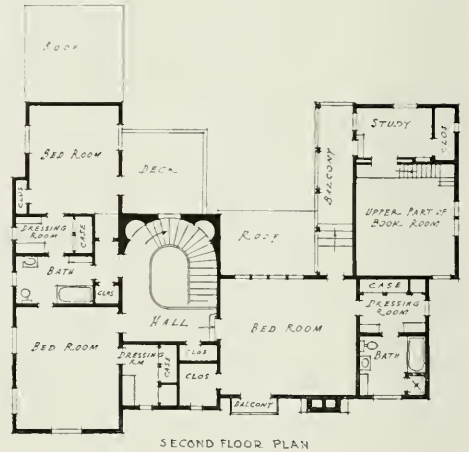 ROOF
STUDY
CLOS
BED ROOM
DECK
BALCONY
CLOS
UPPER PART OF
BOOK ROOM
DRESSING
ROOM
CASE
ROOF
BATH
CLOS
CASE
DRESSING
ROOM
HALL
BED ROOM
BED ROOM
DRESSING
RM
CASE
CLOS
CLOS
BATH
BALCONY
SECOND FLOOR PLAN